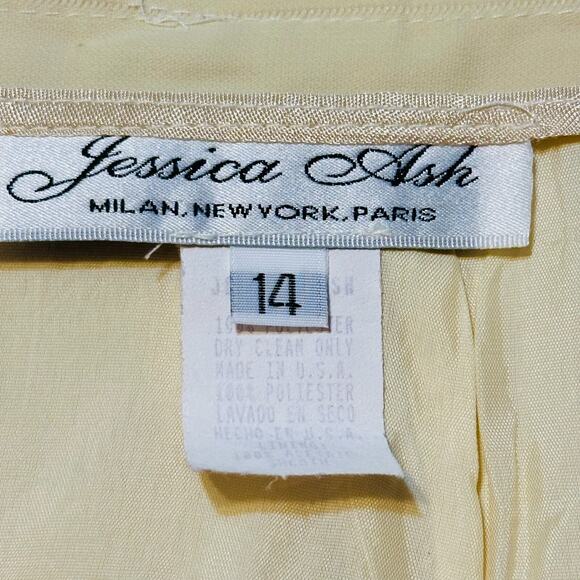 Jessica Ash
MILAN, NEW YORK, PARIS
14
100% POLYESTER
DRY CLEAN ONLY
MADE IN U.S.A.
100% POLIESTER
LAVADO EN SECO
HECHO EN U.S.A.